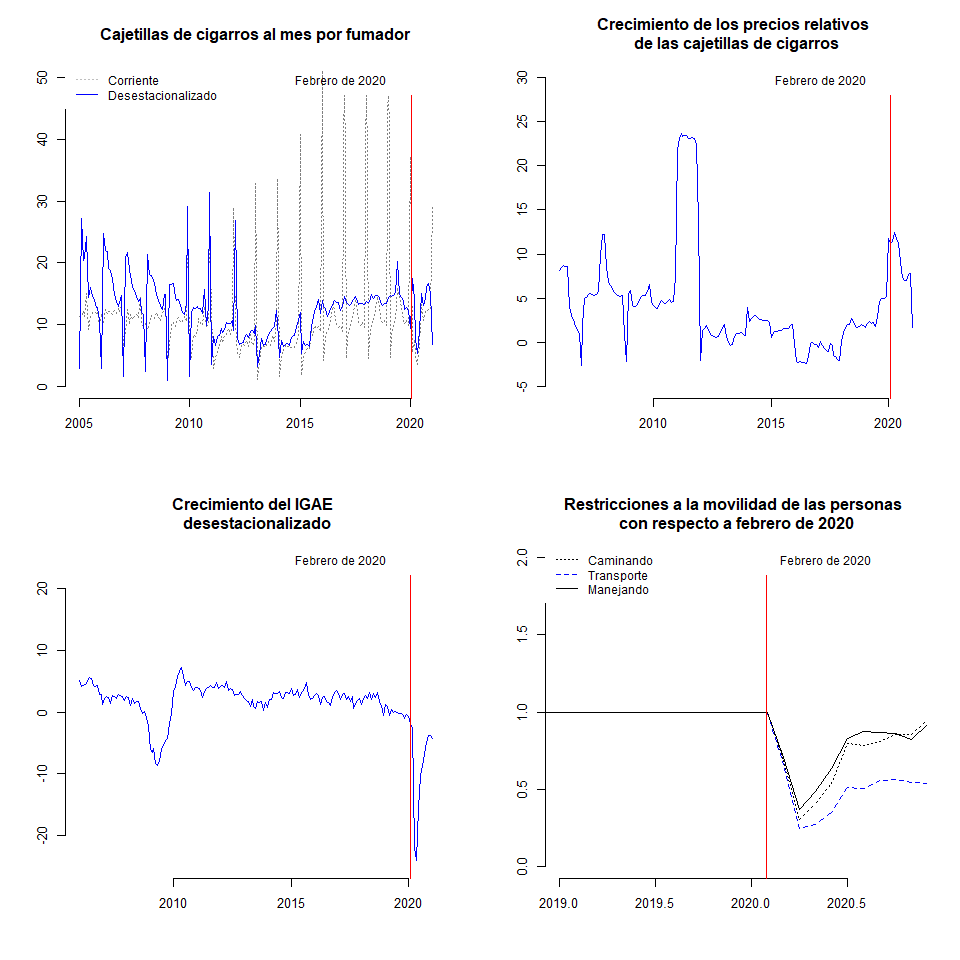 Cajetillas de cigarros al mes por fumador
Corriente
Desestacionalizado
Febrero de 2020
50
40
30
20
10
0
2005
2010
2015
2020
Crecimiento de los precios relativos
de las cajetillas de cigarros
Febrero de 2020
30
25
20
15
10
5
0
-5
2010
2015
2020
Crecimiento del IGAE
desestacionalizado
Febrero de 2020
20
10
0
-10
-20
2010
2015
2020
Restricciones a la movilidad de las personas
con respecto a febrero de 2020
Caminando
Transporte
Manejando
Febrero de 2020
2.0
1.5
1.0
0.5
0.0
2019.0
2019.5
2020.0
2020.5